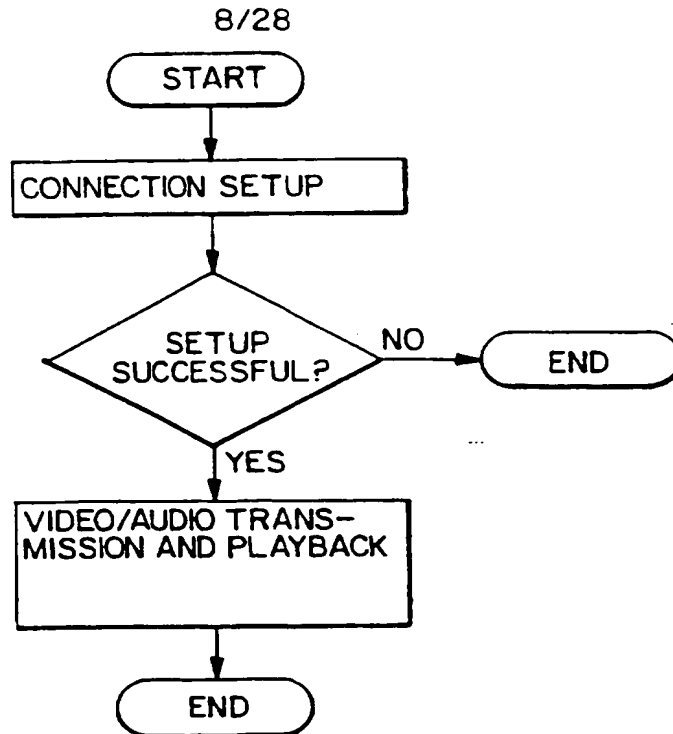 8/28
START
CONNECTION SETUP
SETUP
SUCCESSFUL?
NO
END
YES
VIDEO/AUDIO TRANS-
MISSION AND PLAYBACK
END